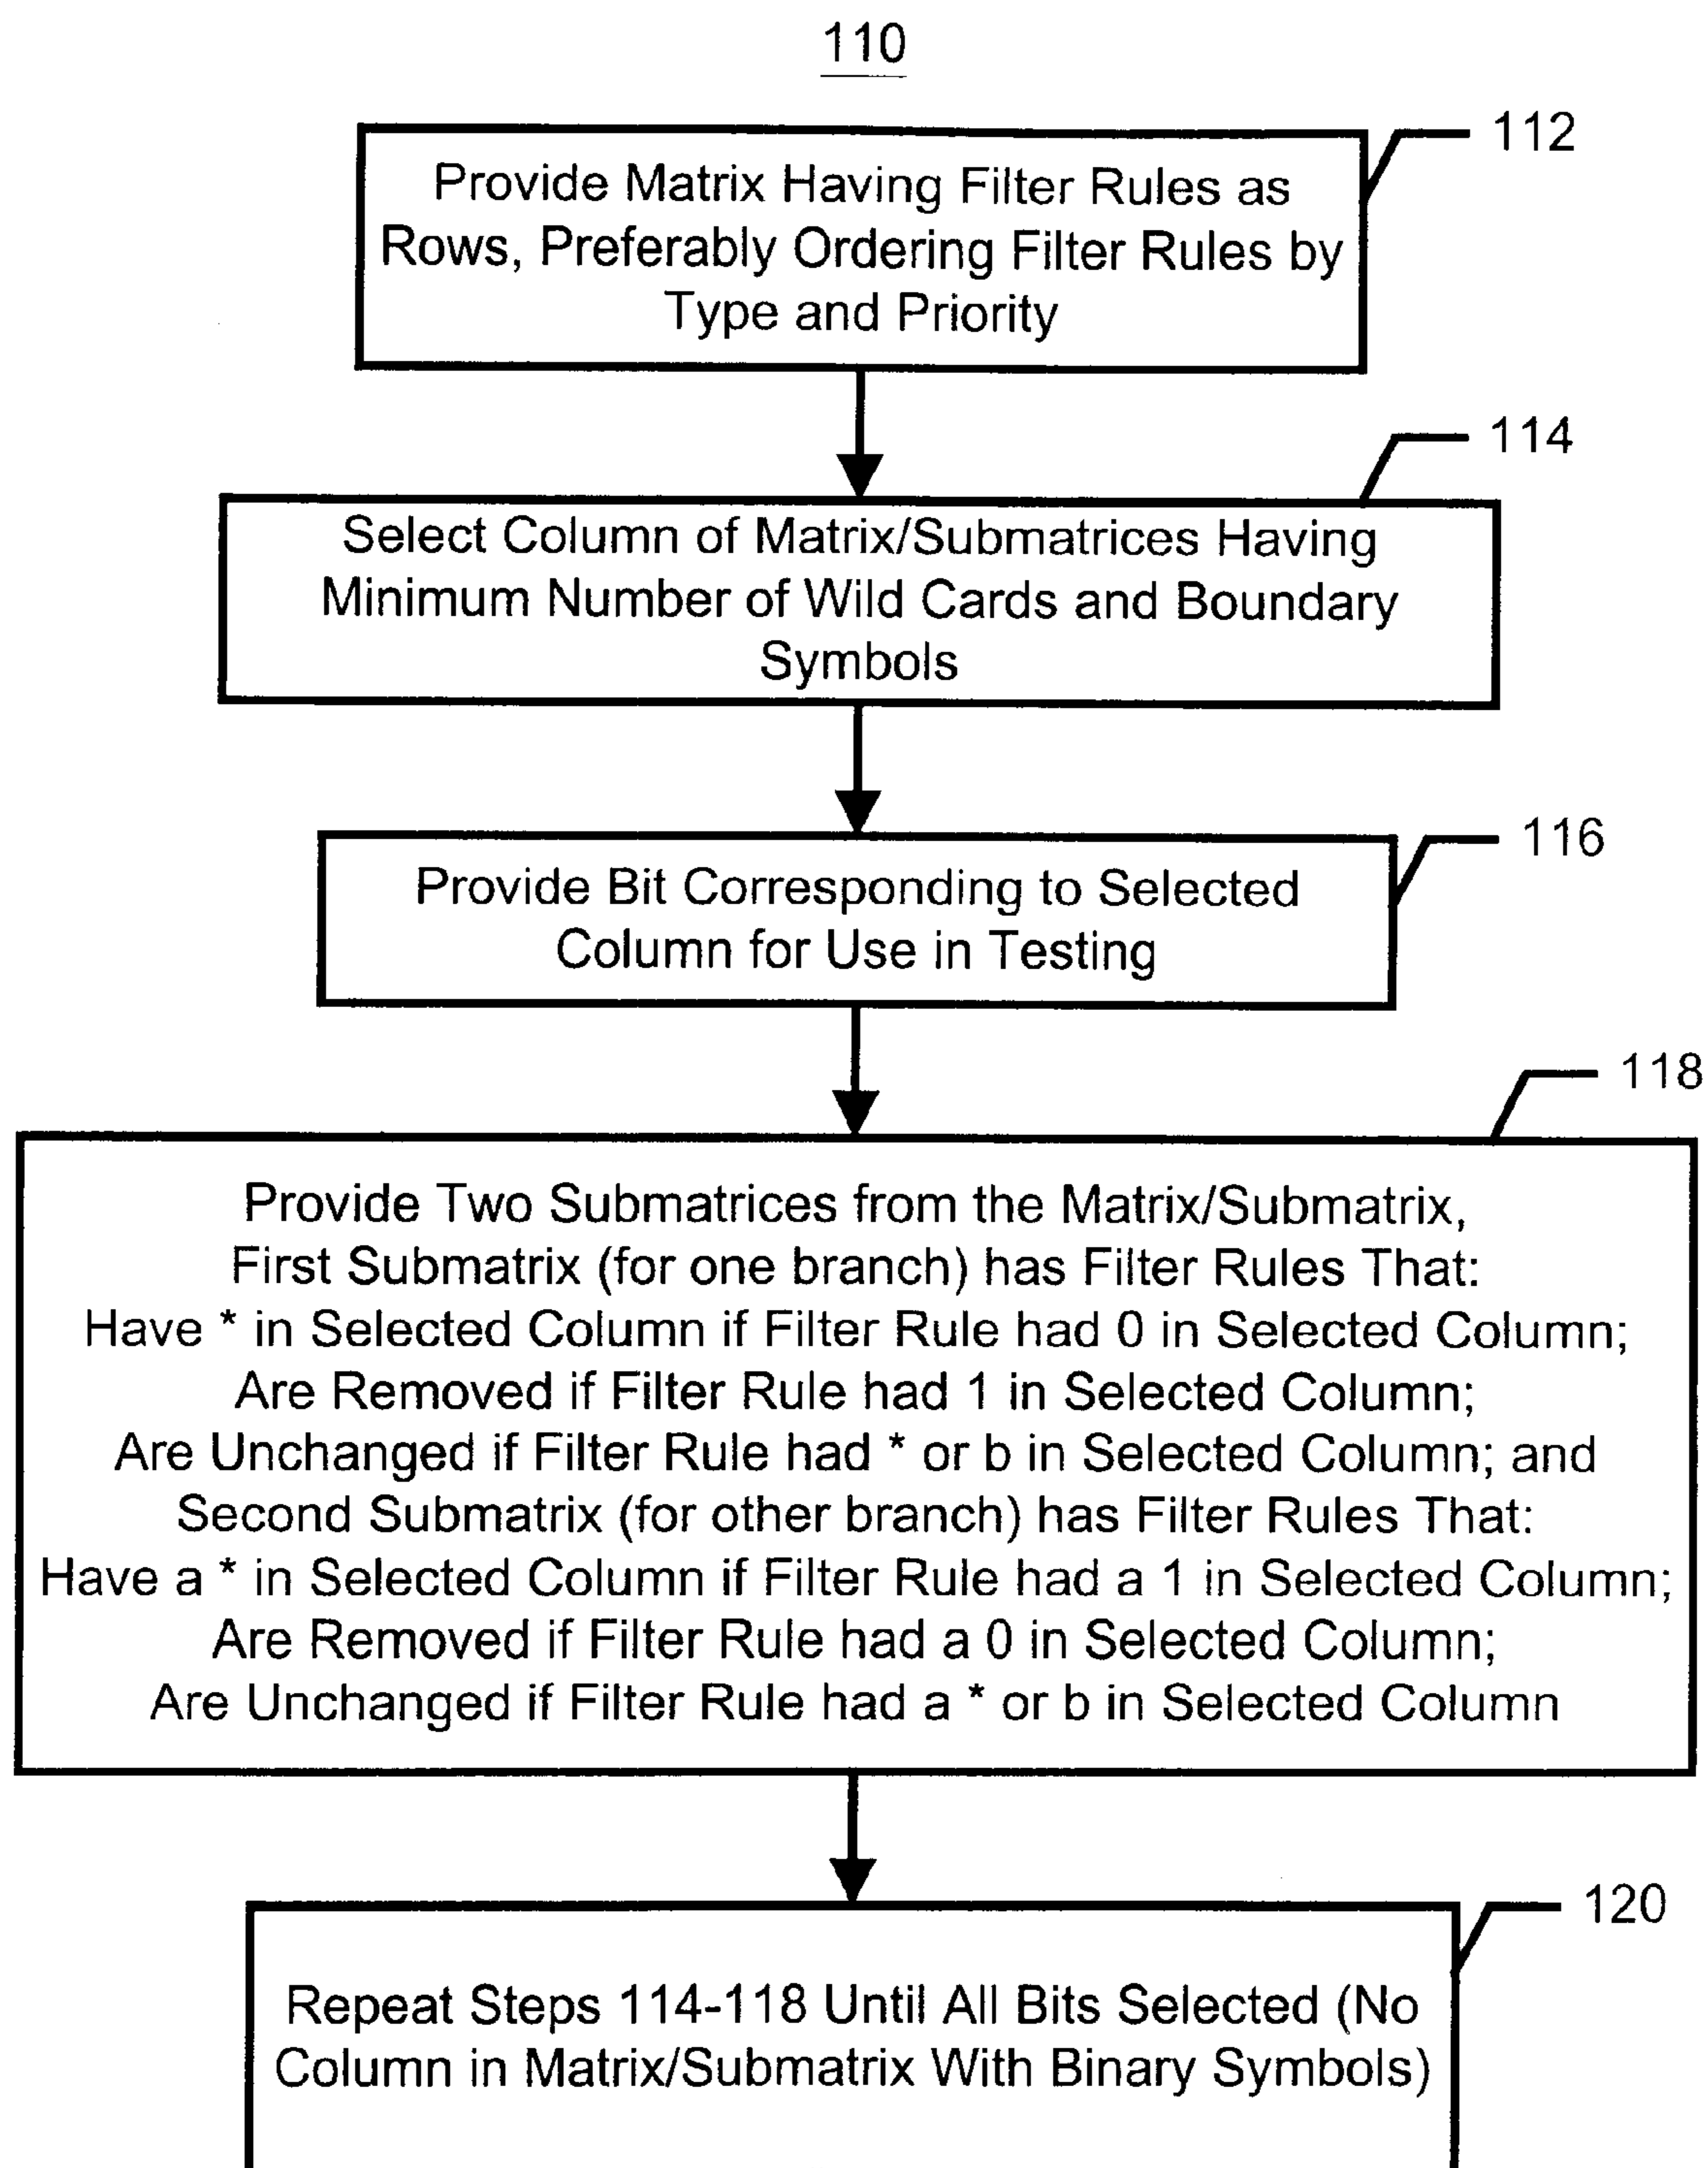 110
112
Provide Matrix Having Filter Rules as
Rows, Preferably Ordering Filter Rules by
Type and Priority
114
Select Column of Matrix/Submatrices Having
Minimum Number of Wild Cards and Boundary
Symbols
116
Provide Bit Corresponding to Selected
Column for Use in Testing
118
Provide Two Submatrices from the Matrix/Submatrix,
First Submatrix (for one branch) has Filter Rules That:
Have * in Selected Column if Filter Rule had 0 in Selected Column;
Are Removed if Filter Rule had 1 in Selected Column;
Are Unchanged if Filter Rule had * or b in Selected Column; and
Second Submatrix (for other branch) has Filter Rules That:
Have a * in Selected Column if Filter Rule had a 1 in Selected Column;
Are Removed if Filter Rule had a 0 in Selected Column;
Are Unchanged if Filter Rule had a * or b in Selected Column
120
Repeat Steps 114-118 Until All Bits Selected (No
Column in Matrix/Submatrix With Binary Symbols)